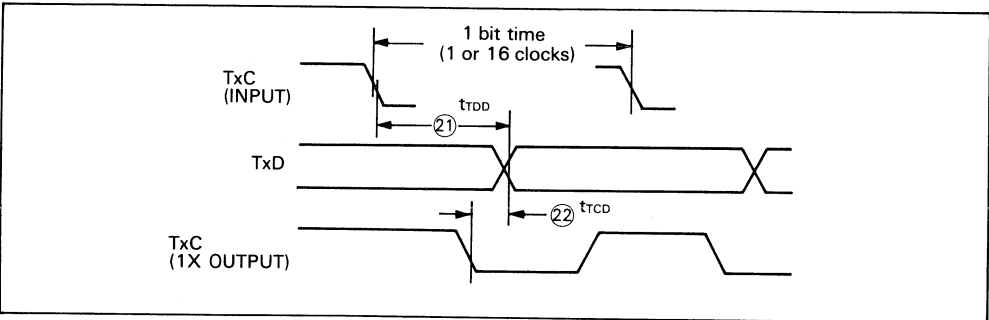 1 bit time
(1 or 16 clocks)
TxC
(INPUT)
tTDD
21
TxD
22 tTCD
TxC
(1X OUTPUT)